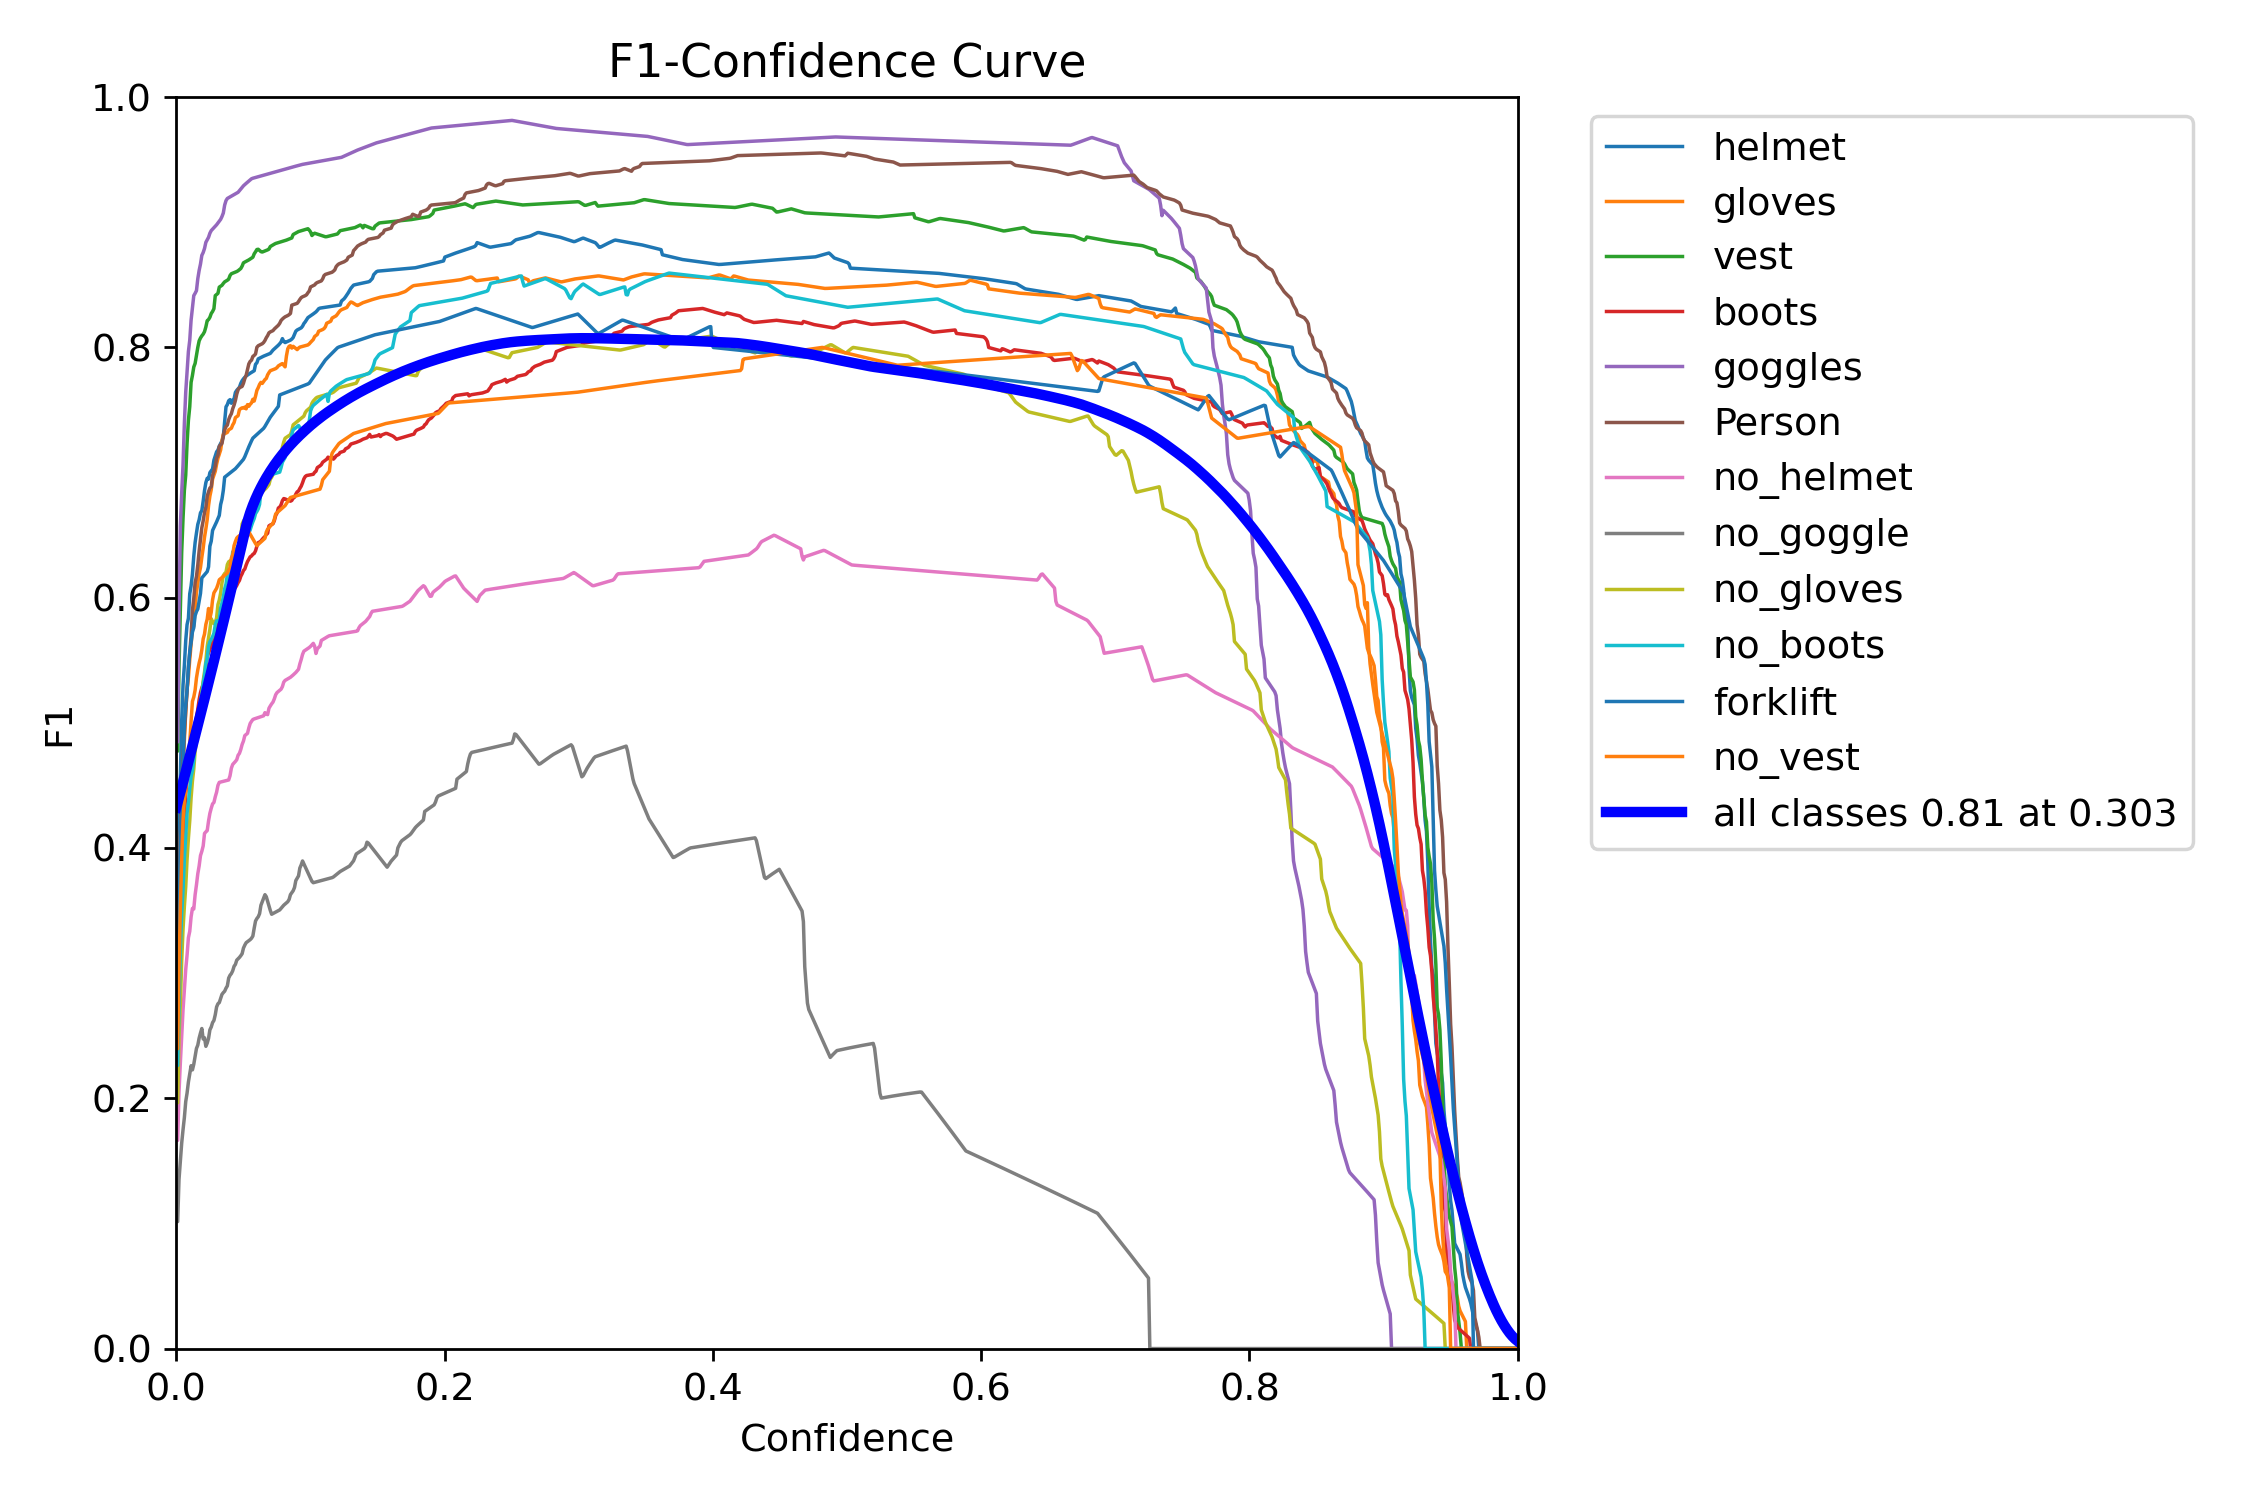 F1-Confidence Curve
1.0
0.8
0.6
0.4
0.2
0.0
F1
0.0 0.2 0.4 0.6 0.8 1.0
Confidence
helmet
gloves
vest
boots
goggles
Person
no_helmet
no_goggle
no_gloves
no_boots
forklift
no_vest
all classes 0.81 at 0.303